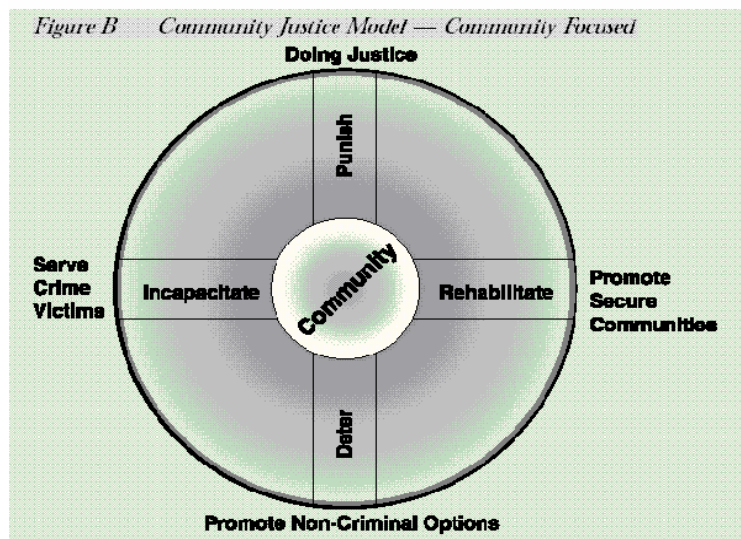 Figure B Community Justice Model — Community Focused
Doing Justice
Punish
Serve
Crime
Victims
Incapacitate
Community
Rehabilitate
Promote
Secure
Communities
Deter
Promote Non-Criminal Options